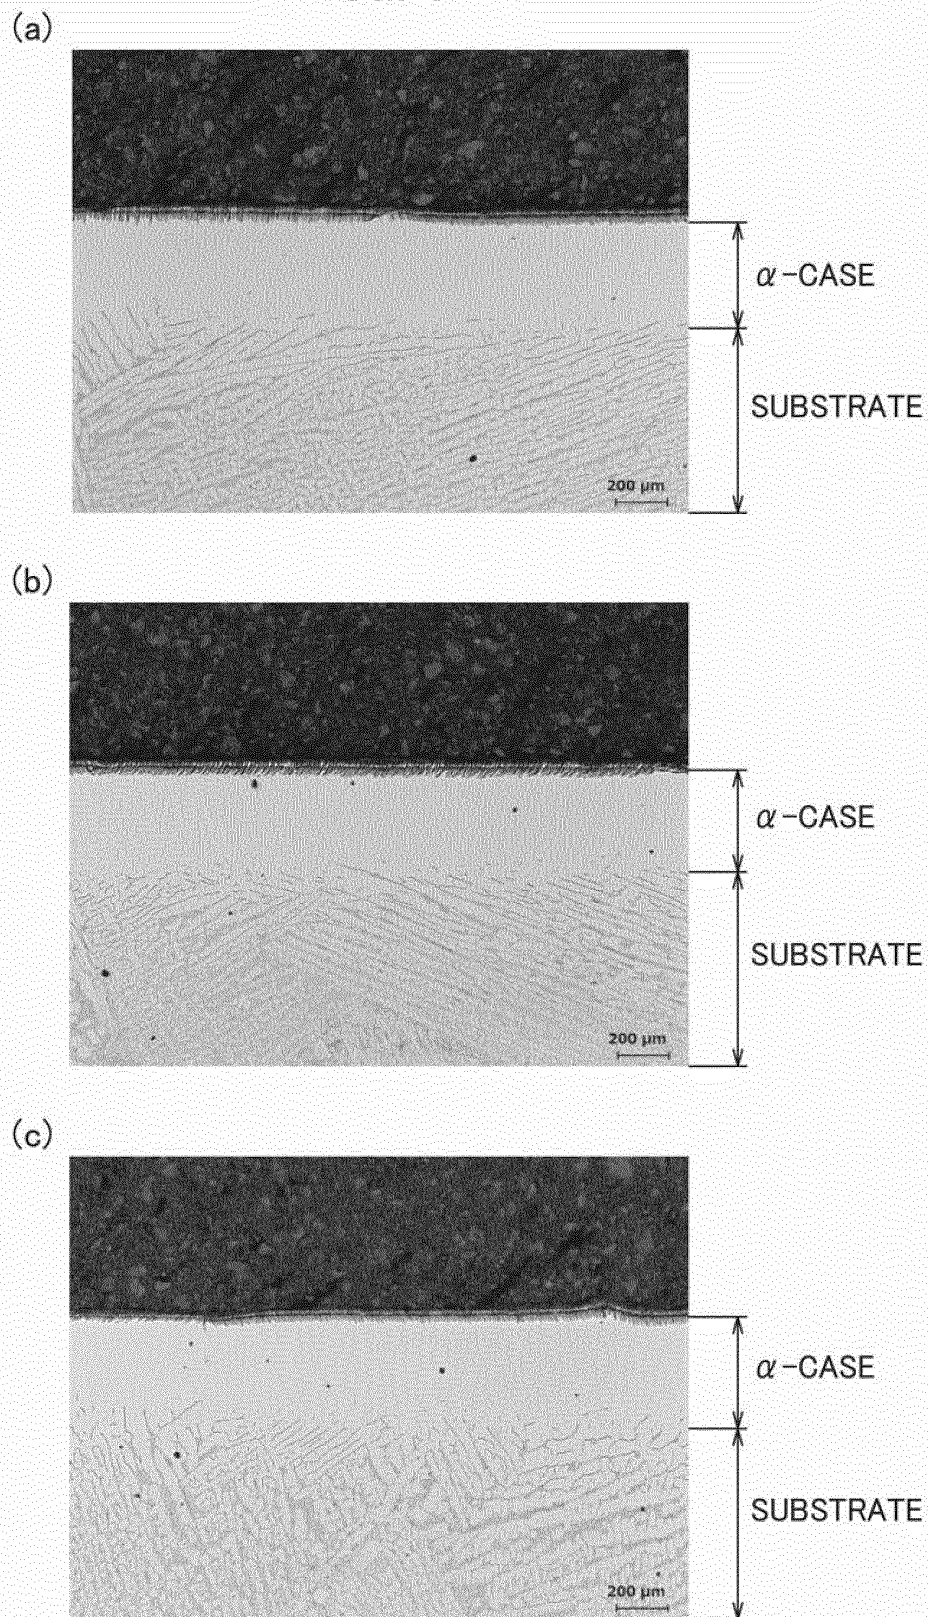 (a)
α-CASE
SUBSTRATE
200 µm
(b)
α-CASE
SUBSTRATE
200 µm
(c)
α-CASE
SUBSTRATE
200 µm